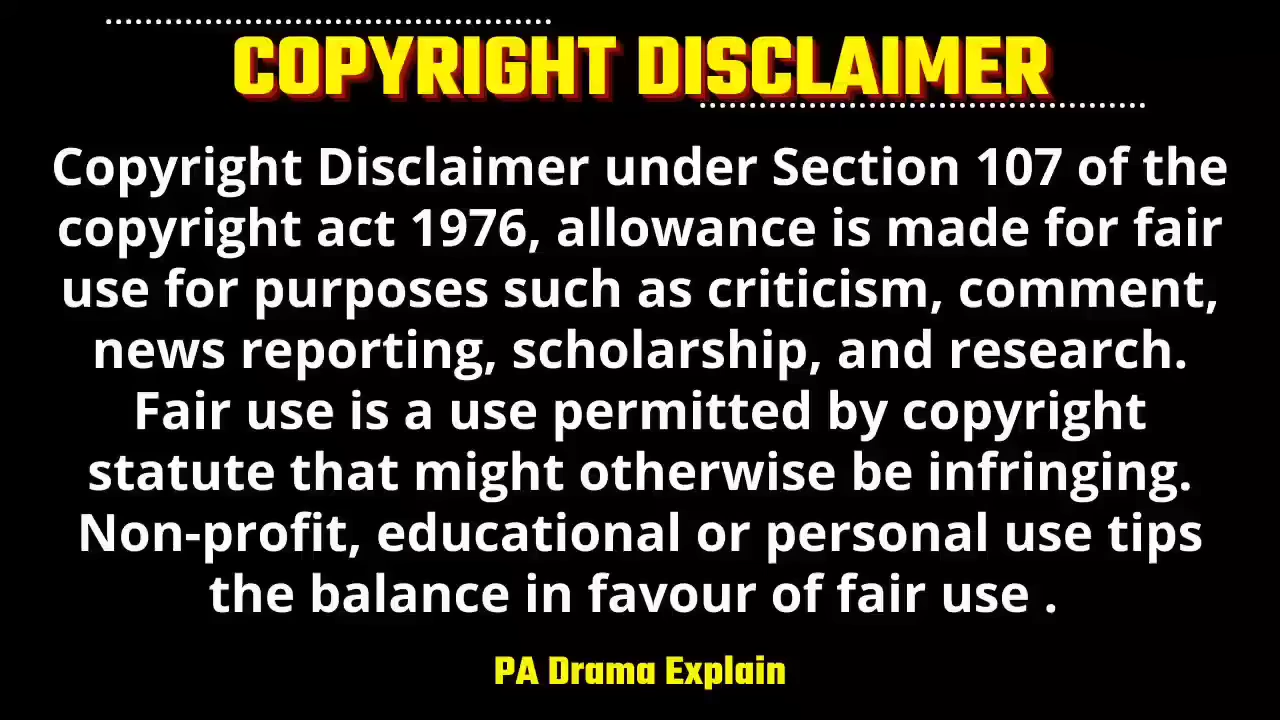 COPYRIGHT DISCLAIMER
Copyright Disclaimer under Section 107 of the
copyright act 1976, allowance is made for fair
use for purposes such as criticism, comment,
news reporting, scholarship, and research.
Fair use is a use permitted by copyright
statute that might otherwise be infringing.
Non-profit, educational or personal use tips
the balance in favour of fair use .
PA Drama Explain